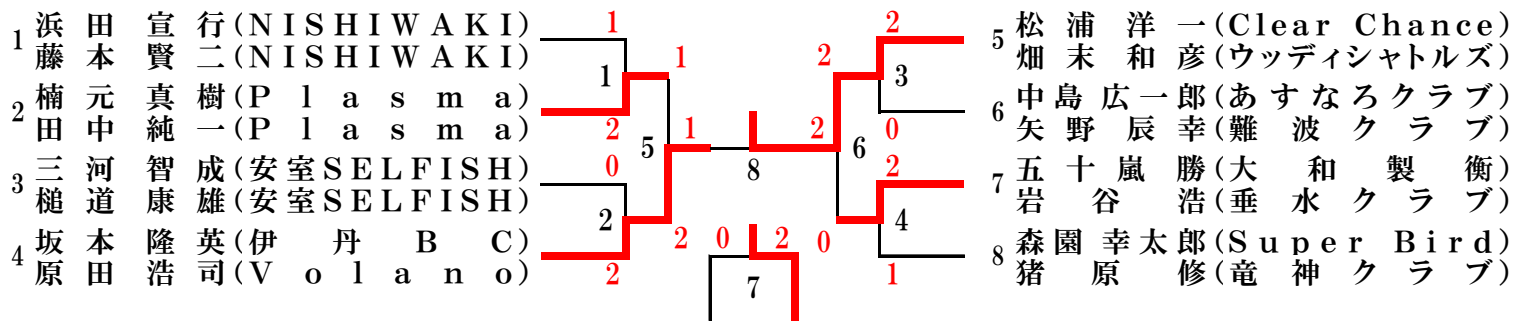 1 浜田宣行(NISHIWAKI)
藤本賢二(NISHIWAKI)
2 楠元真樹(Plasma)
田中純一(Plasma)
3 三河智成(安室SELFISH)
槌道康雄(安室SELFISH)
4 坂本隆英(伊丹BC)
原田浩司(Volano)
1
1
2
1
0
2
2
5
1
2
8
0
2
7
2
2
6
0
2
3
0
2
4
1
5 松浦洋一(Clear Chance)
畑末和彦(ウッディシャトルズ)
6 中島広一郎(あすなろクラブ)
矢野辰幸(難波クラブ)
7 五十嵐勝(大和製衡)
岩谷浩(垂水クラブ)
8 森園幸太郎(Super Bird)
猪原修(竜神クラブ)